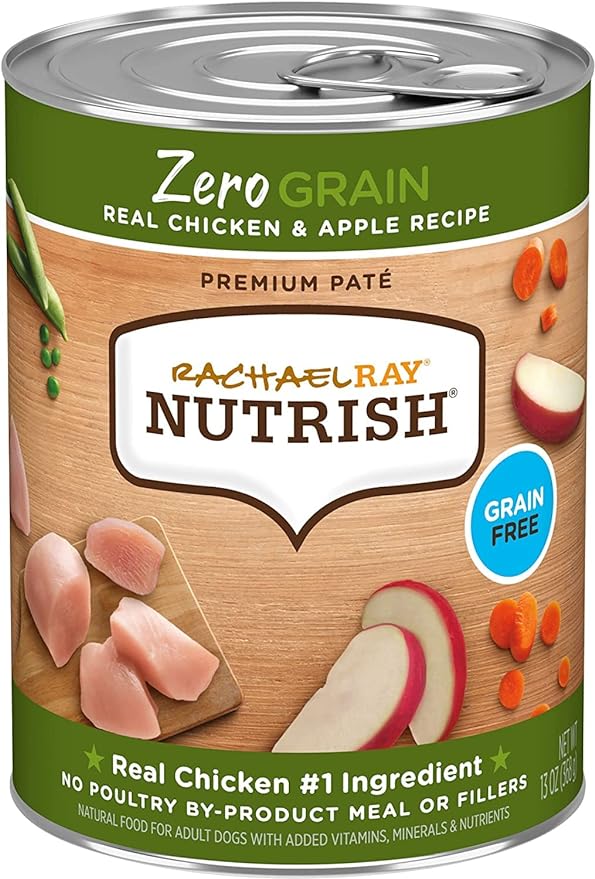 Zero GRAIN
REAL CHICKEN & APPLE RECIPE
PREMIUM PATÉ
RACHAEL RAY®
NUTRISH®
GRAIN
FREE
★ Real Chicken #1 Ingredient ★
NO POULTRY BY-PRODUCT MEAL OR FILLERS
NATURAL FOOD FOR ADULT DOGS WITH ADDED VITAMINS, MINERALS & NUTRIENTS
NET WT
13 OZ (368 g)